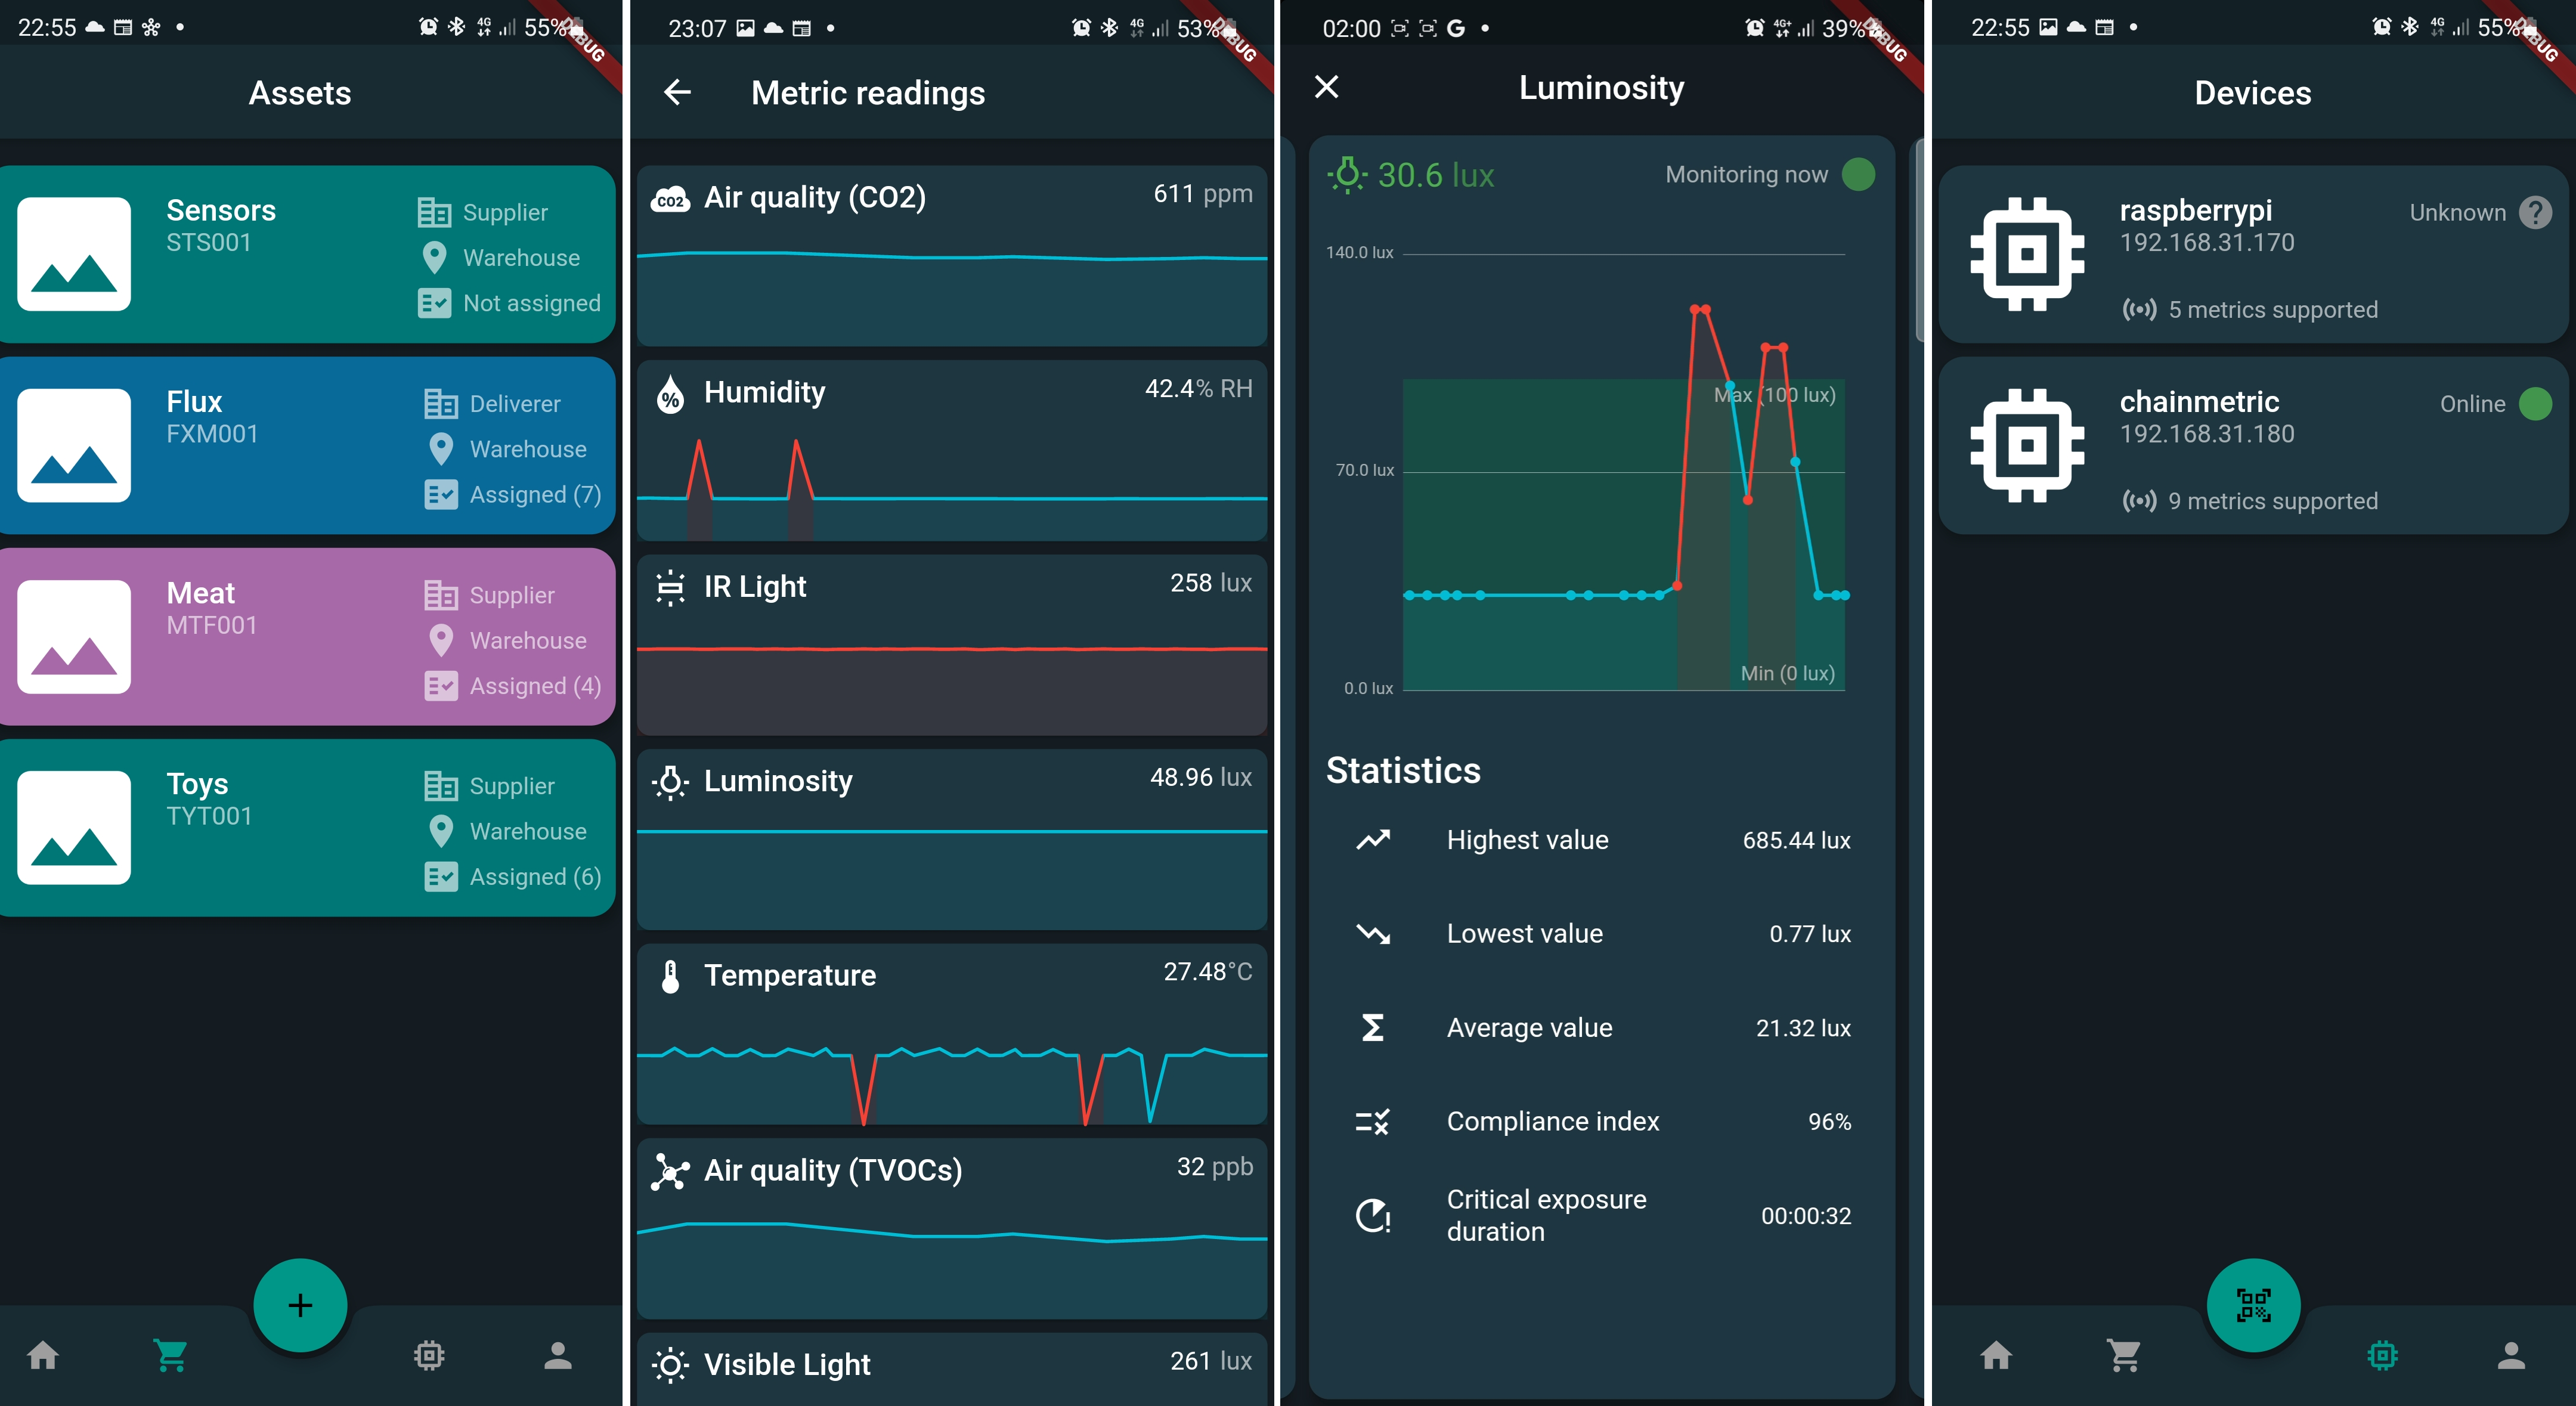 22:55
4G
55%
DEBUG
Assets
Sensors
STS001
Supplier
Warehouse
Not assigned
Flux
FXM001
Deliverer
Warehouse
Assigned (7)
Meat
MTF001
Supplier
Warehouse
Assigned (4)
Toys
TYT001
Supplier
Warehouse
Assigned (6)
23:07
4G
53%
Metric readings
CO2 Air quality (CO2) 611 ppm
% Humidity 42.4% RH
IR Light 258 lux
Luminosity 48.96 lux
Temperature 27.48°C
Air quality (TVOCs) 32 ppb
Visible Light 261 lux
02:00 G
4G+
39%
Luminosity
30.6 lux Monitoring now
140.0 lux
Max (100 lux)
70.0 lux
Min (0 lux)
0.0 lux
Statistics
Highest value 685.44 lux
Lowest value 0.77 lux
Average value 21.32 lux
Compliance index 96%
Critical exposure
duration
00:00:32
22:55
4G
55%
Devices
raspberrypi
192.168.31.170
Unknown ?
5 metrics supported
chainmetric
192.168.31.180
Online
9 metrics supported